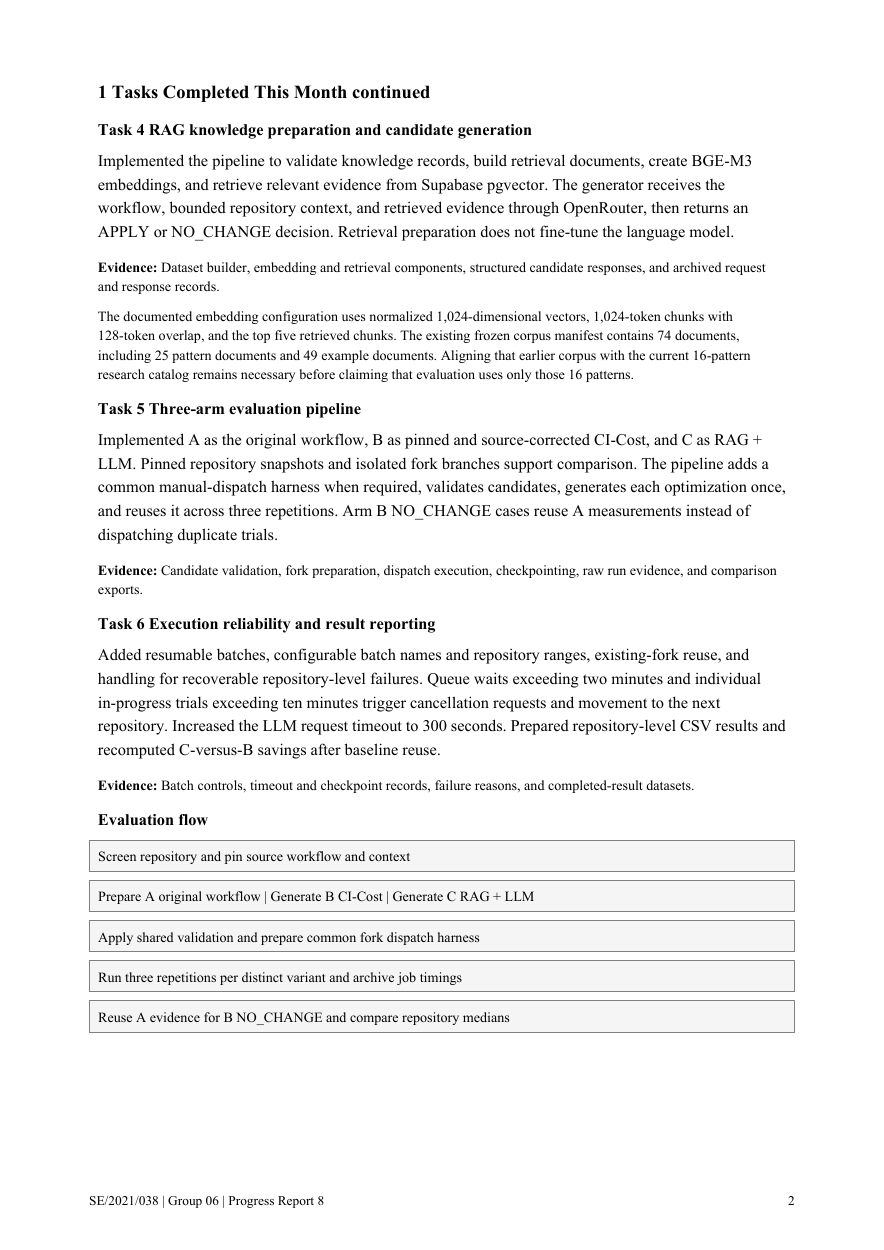 1 Tasks Completed This Month continued
Task 4 RAG knowledge preparation and candidate generation
Implemented the pipeline to validate knowledge records, build retrieval documents, create BGE-M3
embeddings, and retrieve relevant evidence from Supabase pgvector. The generator receives the
workflow, bounded repository context, and retrieved evidence through OpenRouter, then returns an
APPLY or NO_CHANGE decision. Retrieval preparation does not fine-tune the language model.
Evidence: Dataset builder, embedding and retrieval components, structured candidate responses, and archived request
and response records.
The documented embedding configuration uses normalized 1,024-dimensional vectors, 1,024-token chunks with
128-token overlap, and the top five retrieved chunks. The existing frozen corpus manifest contains 74 documents,
including 25 pattern documents and 49 example documents. Aligning that earlier corpus with the current 16-pattern
research catalog remains necessary before claiming that evaluation uses only those 16 patterns.
Task 5 Three-arm evaluation pipeline
Implemented A as the original workflow, B as pinned and source-corrected CI-Cost, and C as RAG +
LLM. Pinned repository snapshots and isolated fork branches support comparison. The pipeline adds a
common manual-dispatch harness when required, validates candidates, generates each optimization once,
and reuses it across three repetitions. Arm B NO_CHANGE cases reuse A measurements instead of
dispatching duplicate trials.
Evidence: Candidate validation, fork preparation, dispatch execution, checkpointing, raw run evidence, and comparison
exports.
Task 6 Execution reliability and result reporting
Added resumable batches, configurable batch names and repository ranges, existing-fork reuse, and
handling for recoverable repository-level failures. Queue waits exceeding two minutes and individual
in-progress trials exceeding ten minutes trigger cancellation requests and movement to the next
repository. Increased the LLM request timeout to 300 seconds. Prepared repository-level CSV results and
recomputed C-versus-B savings after baseline reuse.
Evidence: Batch controls, timeout and checkpoint records, failure reasons, and completed-result datasets.
Evaluation flow
Screen repository and pin source workflow and context
Prepare A original workflow | Generate B CI-Cost | Generate C RAG + LLM
Apply shared validation and prepare common fork dispatch harness
Run three repetitions per distinct variant and archive job timings
Reuse A evidence for B NO_CHANGE and compare repository medians
SE/2021/038 | Group 06 | Progress Report 8
2